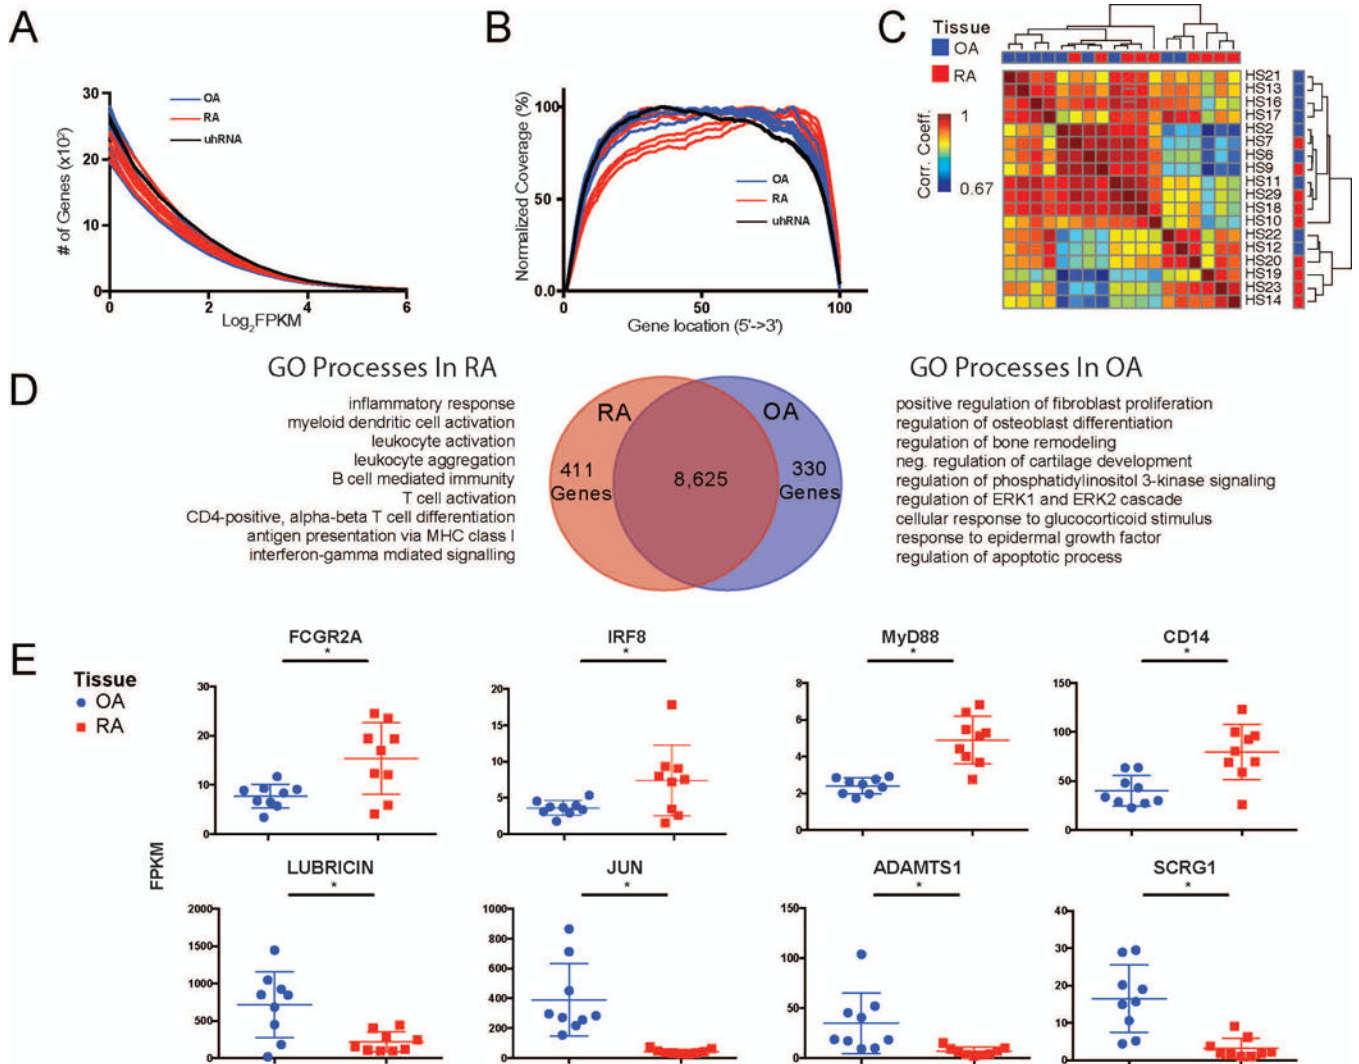 A
30
20
10
0
0
2
4
6
# of Genes (x10³)
Log₂FPKM
OA
RA
uhRNA
B
100
50
0.0
0
50
100
Normalized Coverage (%)
Gene location (5'->3')
OA
RA
uhRNA
C
Tissue
OA
RA
Corr. Coeff.
1
0.67
HS21
HS13
HS16
HS17
HS2
HS7
HS6
HS9
HS11
HS29
HS18
HS10
HS22
HS12
HS20
HS19
HS23
HS14
D
GO Processes In RA
inflammatory response
myeloid dendritic cell activation
leukocyte activation
leukocyte aggregation
B cell mediated immunity
T cell activation
CD4-positive, alpha-beta T cell differentiation
antigen presentation via MHC class I
interferon-gamma mdiated signalling
RA
OA
411
Genes
8,625
330
Genes
GO Processes In OA
positive regulation of fibroblast proliferation
regulation of osteoblast differentiation
regulation of bone remodeling
neg. regulation of cartilage development
regulation of phosphatidylinositol 3-kinase signaling
regulation of ERK1 and ERK2 cascade
cellular response to glucocorticoid stimulus
response to epidermal growth factor
regulation of apoptotic process
E
Tissue
OA
RA
FPKM
FCGR2A
*
30
20
10
0
IRF8
*
20
15
10
5
0
MyD88
*
8
6
4
2
0
CD14
*
150
100
50
0
LUBRICIN
*
2000
1500
1000
500
0
JUN
*
1000
800
600
400
200
0
ADAMTS1
*
150
100
50
0
SCRG1
*
40
30
20
10
0